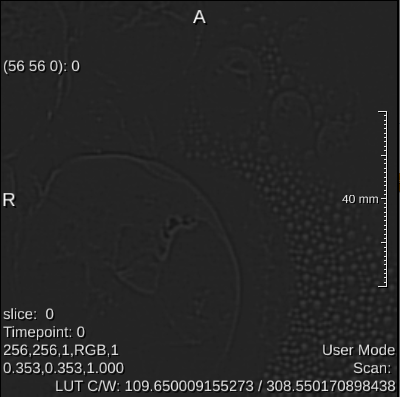 A
(56 56 0): 0
R
40 mm
slice: 0
Timepoint: 0
256,256,1,RGB,1
User Mode
0.353,0.353,1.000
Scan:
LUT C/W: 109.650009155273 / 308.550170898438